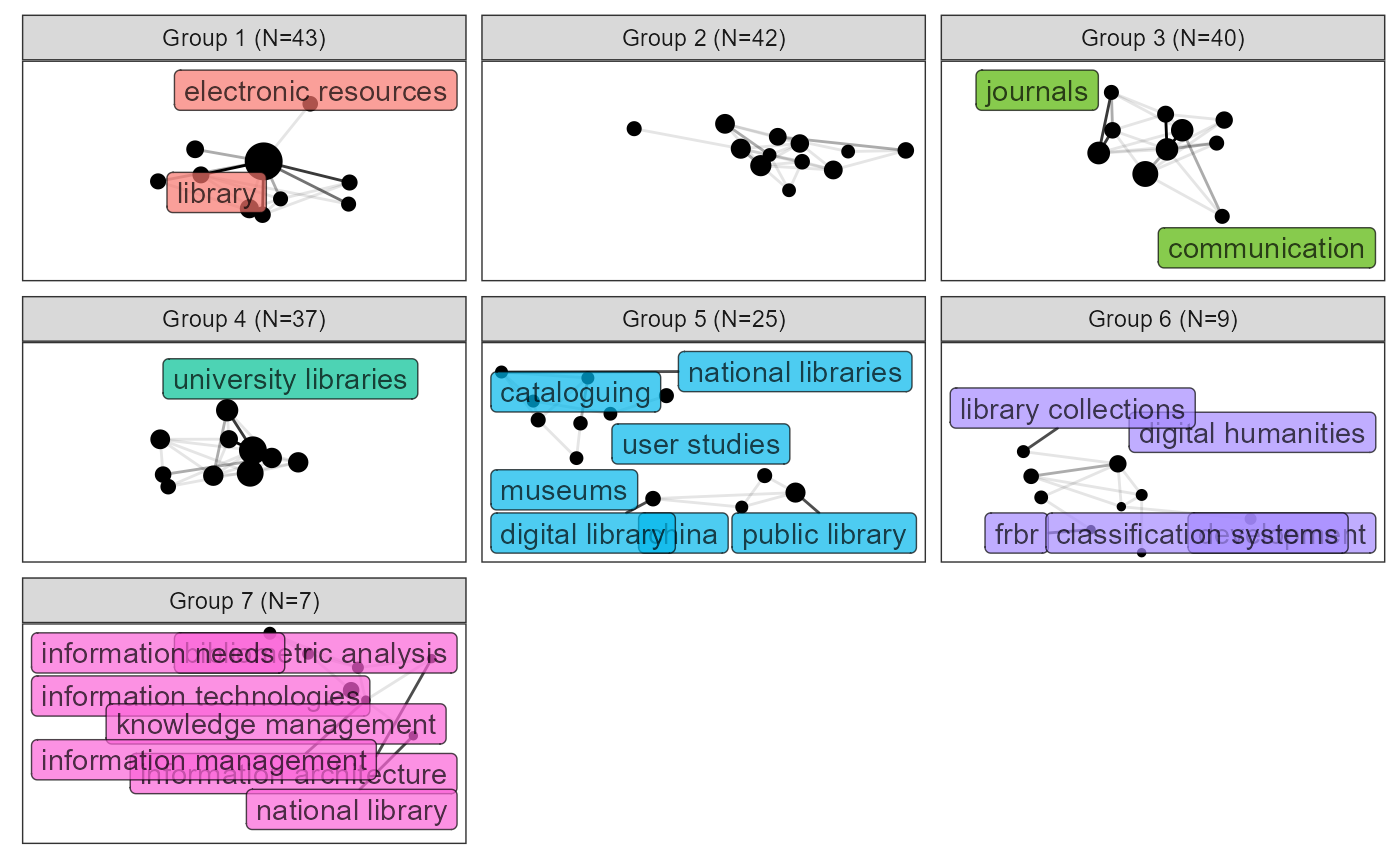 Group 1 (N=43)
electronic resources
library
Group 2 (N=42)
Group 3 (N=40)
journals
communication
Group 4 (N=37)
university libraries
Group 5 (N=25)
national libraries
cataloguing
user studies
museums
digital library
public library
Group 6 (N=9)
library collections
digital humanities
frbr
classification systems
development
Group 7 (N=7)
information needs
bibliometric analysis
information technologies
knowledge management
information management
information architecture
national library